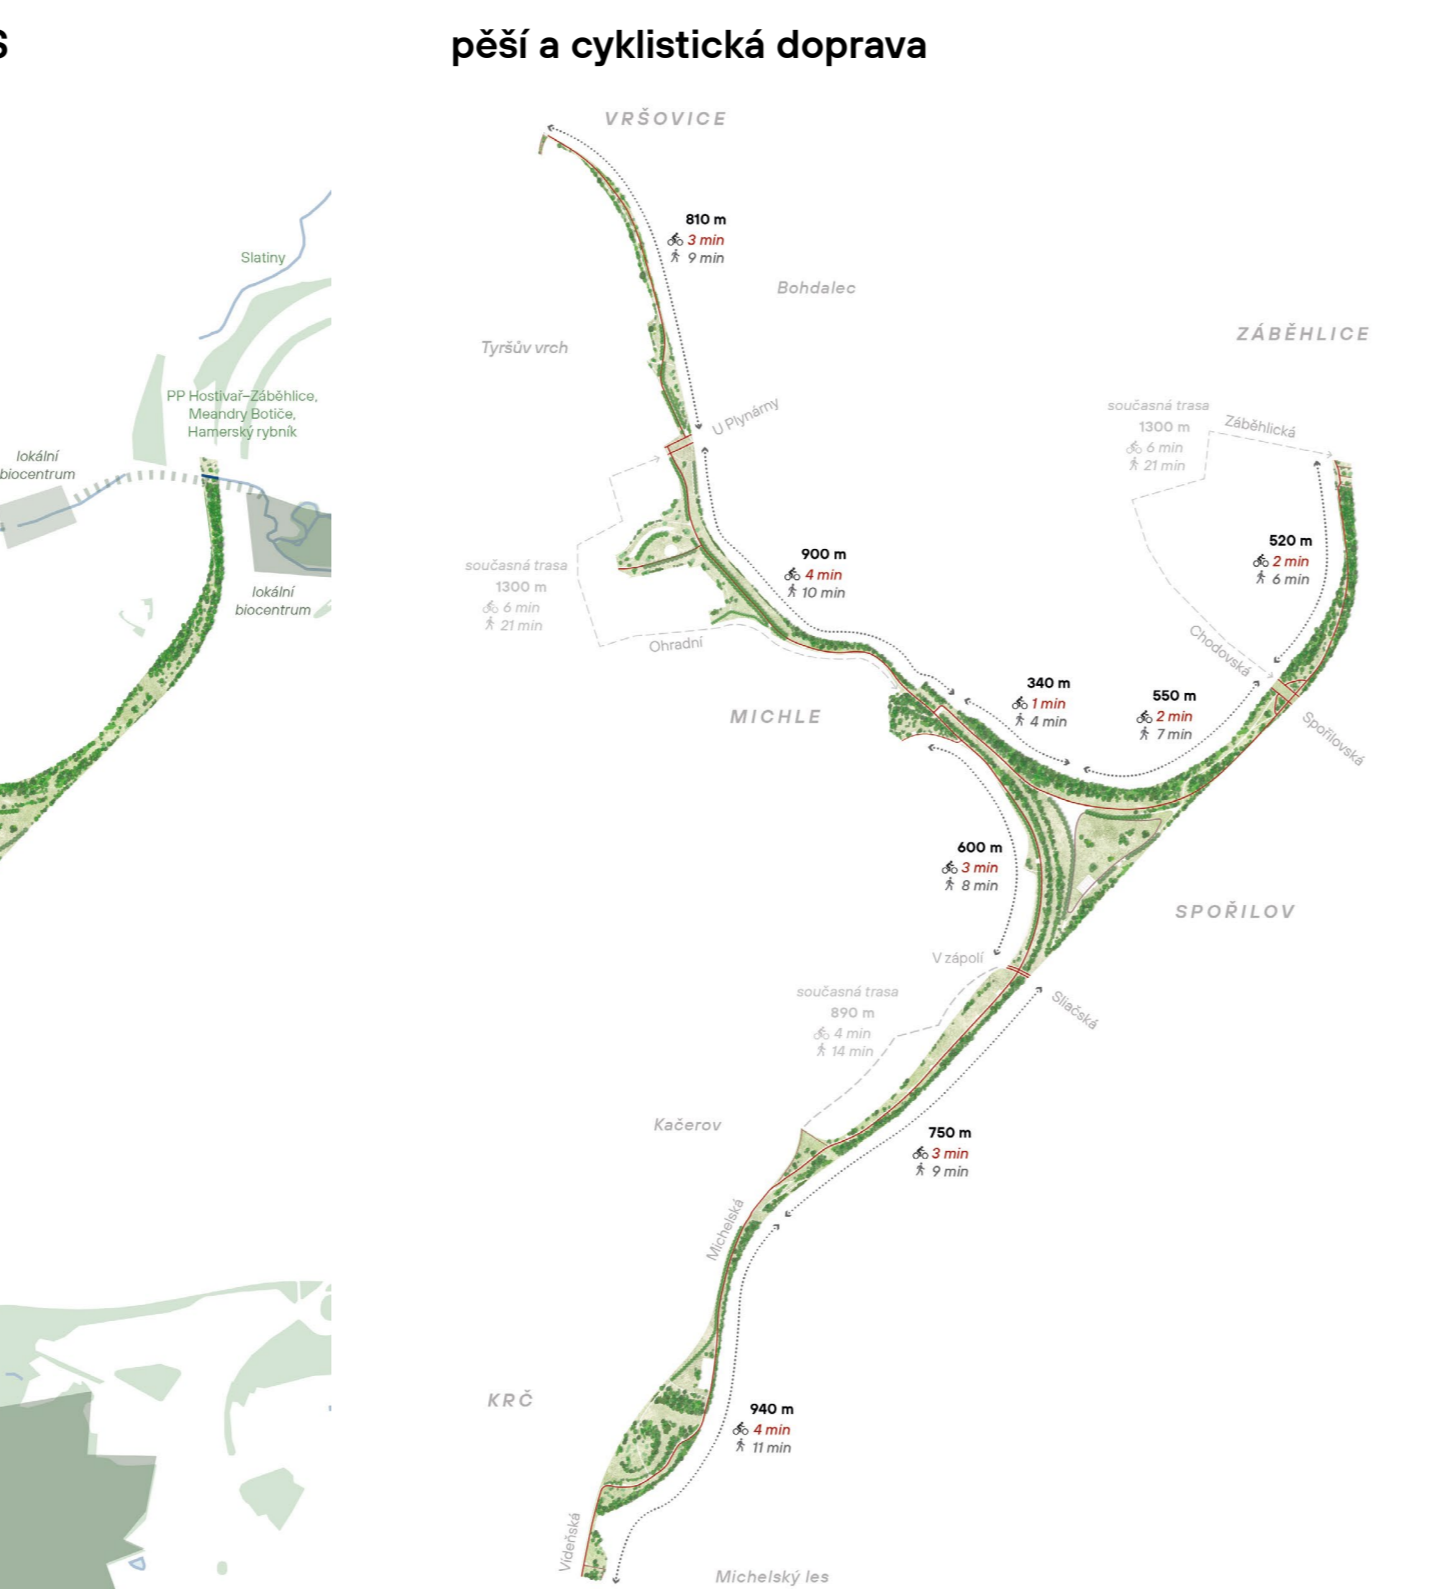 pěší a cyklistická doprava
VRŠOVICE
810 m
3 min
9 min
Bohdalec
Tyršův vrch
ZÁBĚHLICE
U Plynárny
současná trasa
1300 m
6 min
21 min
Záběhlická
520 m
2 min
6 min
900 m
4 min
10 min
současná trasa
1300 m
6 min
21 min
Ohradní
Chodovská
340 m
1 min
4 min
550 m
2 min
7 min
MICHLE
Spořilovská
600 m
3 min
8 min
SPOŘILOV
V zápolí
Sliačská
současná trasa
890 m
4 min
14 min
Kačerov
750 m
3 min
9 min
Michelská
KRČ
940 m
4 min
11 min
Vídeňská
Michelský les
Slatiny
PP Hostivař–Záběhlice,
Meandry Botiče,
Hamerský rybník
lokální
biocentrum
lokální
biocentrum